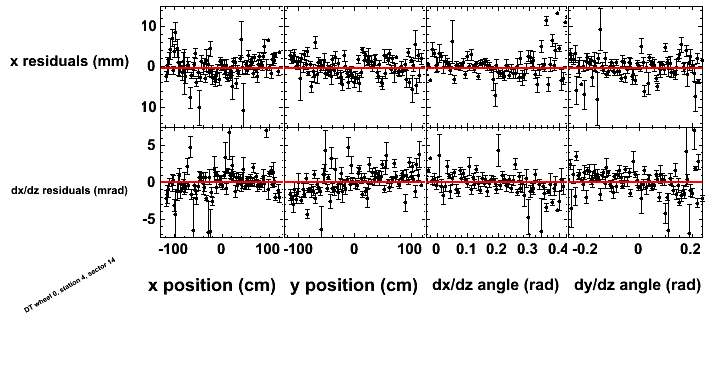 10
x residuals (mm)
0
10
5
dx/dz residuals (mrad)
0
-5
-100 0 100 -100 0 100 0 0.1 0.2 0.3 0.4 -0.2 0 0.2
DT wheel 0, station 4, sector 14
x position (cm) y position (cm) dx/dz angle (rad) dy/dz angle (rad)